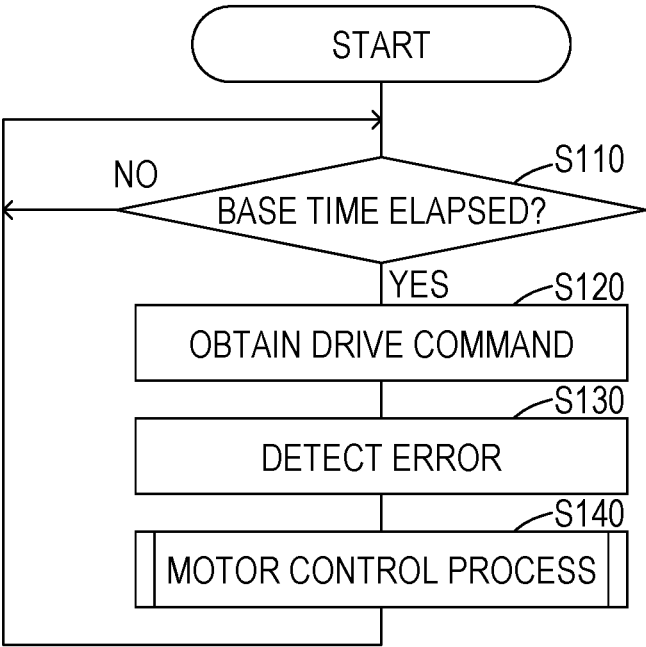 START
S110
NO
BASE TIME ELAPSED?
YES
S120
OBTAIN DRIVE COMMAND
S130
DETECT ERROR
S140
MOTOR CONTROL PROCESS